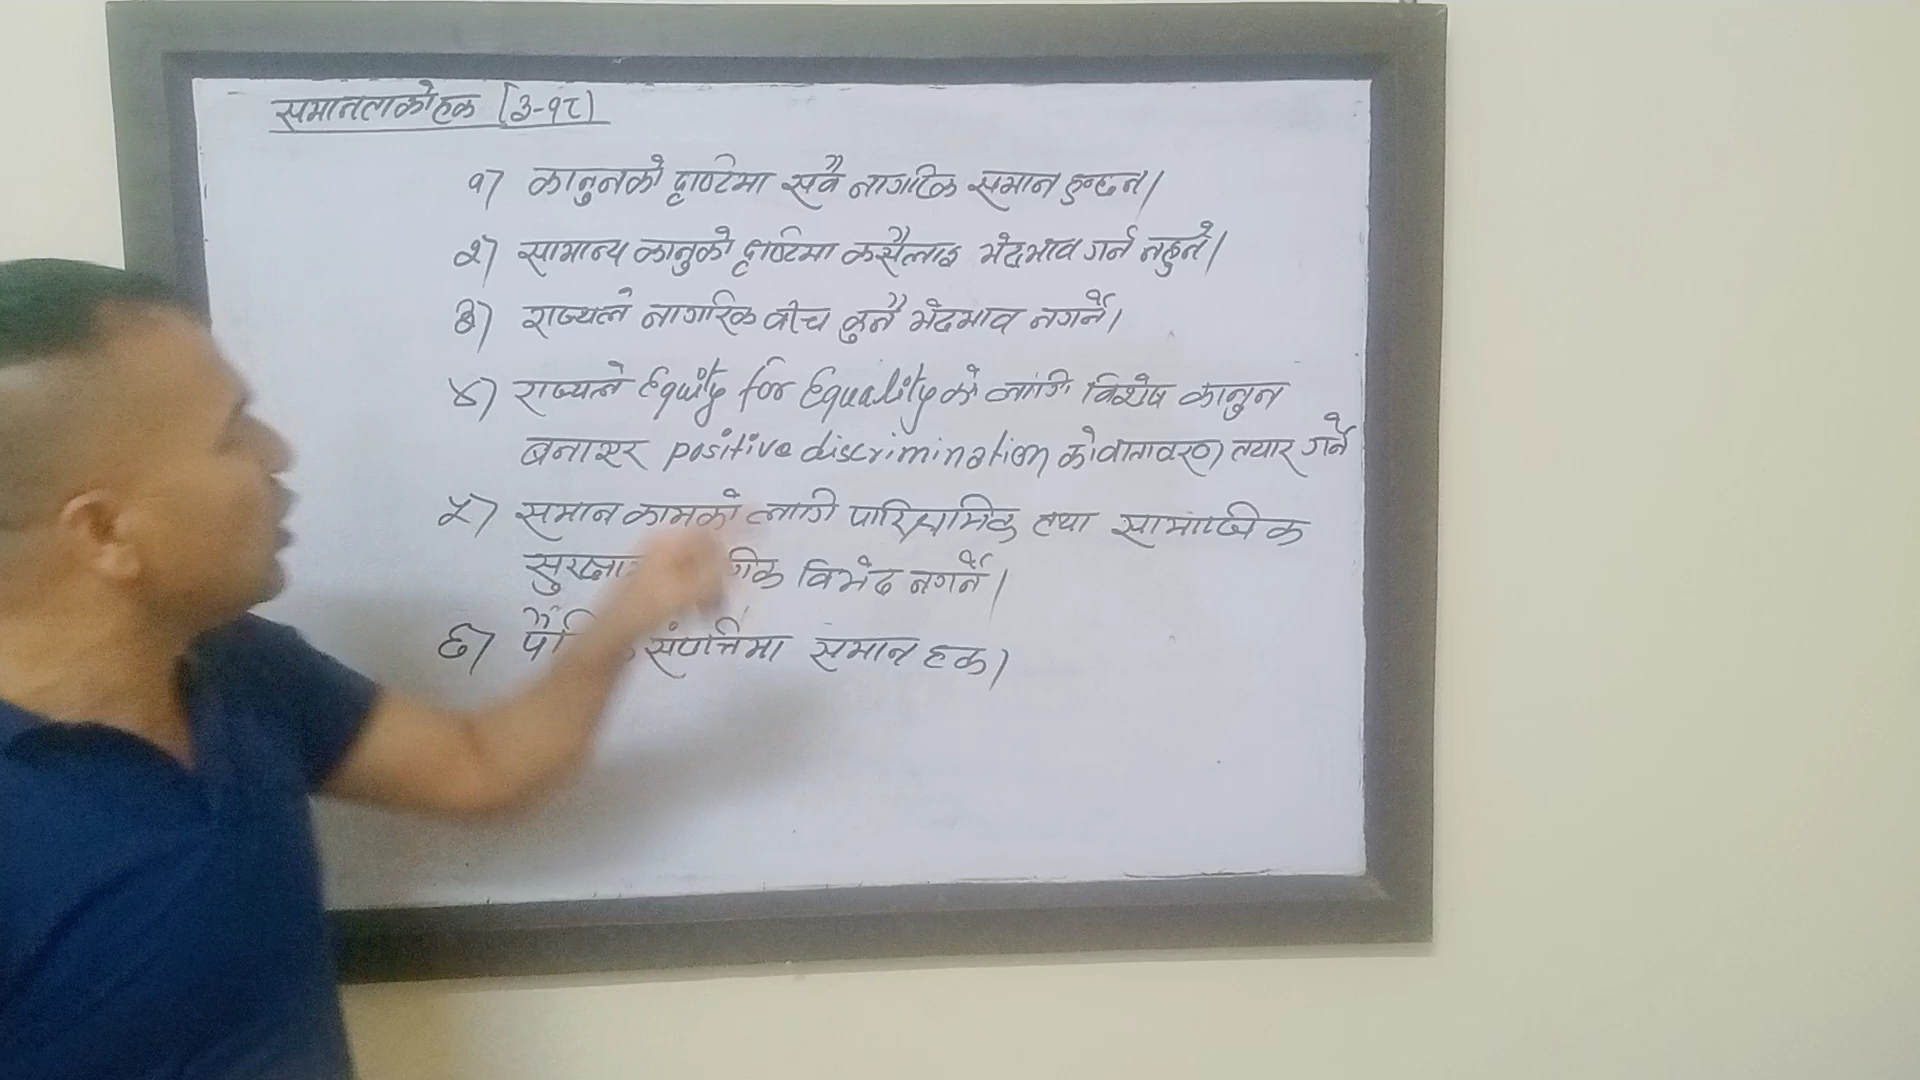 समानताको हक (३-१८)
१) कानुनको दृष्टिमा सवै नागरिक समान हुन्छन।
२) सामान्य कानुको दृष्टिमा कसैलाइ भेदभाव गर्न नहुने।
३) राज्यले नागरिक वीच कुनै भेदभाव नगर्ने।
४) राज्यले Equity for Equality को लागि विशेष कानुन
बनाएर positive discrimination को वातावरण तयार गर्ने
५) समान कामको लागि पारिश्रमिक तथा सामाजिक
विभेद नगर्ने।
६) संपत्तिमा समान हक।